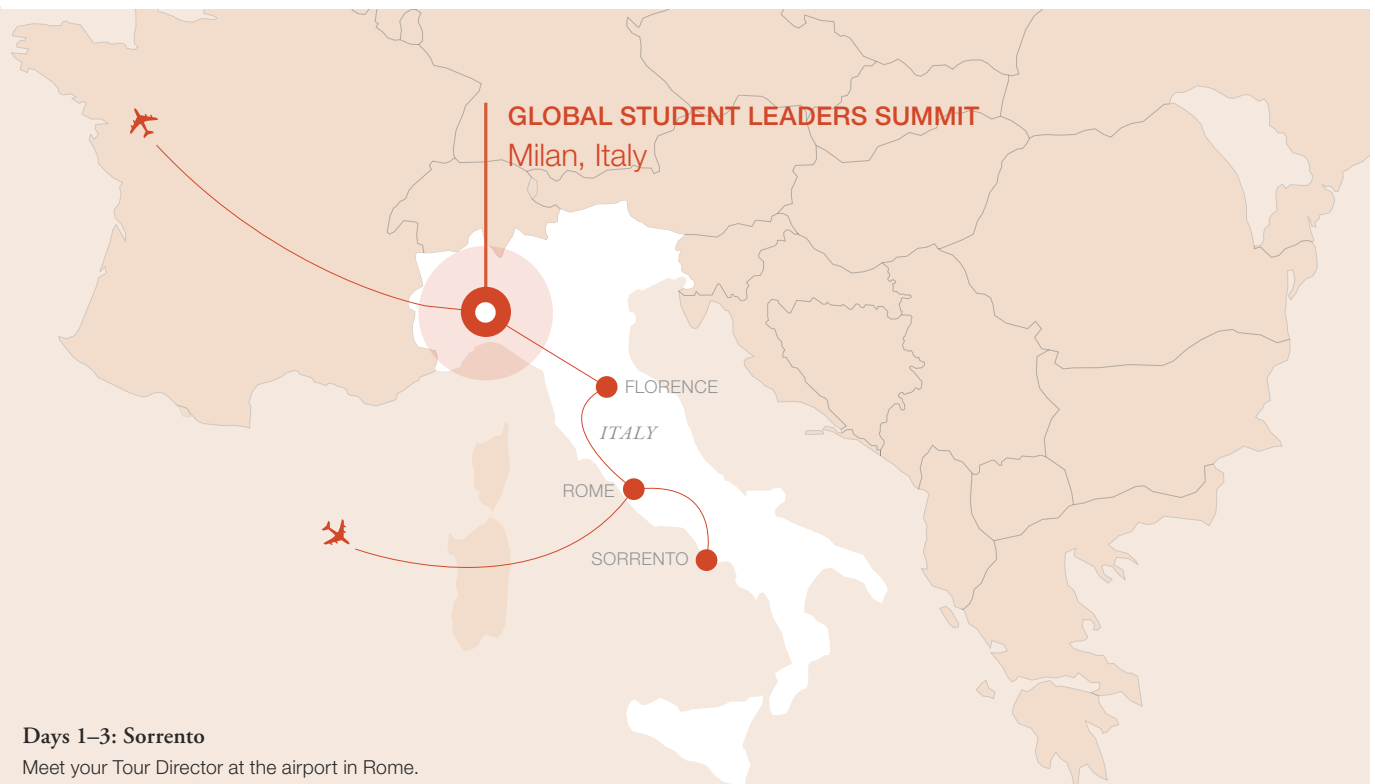 GLOBAL STUDENT LEADERS SUMMIT
Milan, Italy
FLORENCE
ITALY
ROME
SORRENTO
Days 1–3: Sorrento
Meet your Tour Director at the airport in Rome.